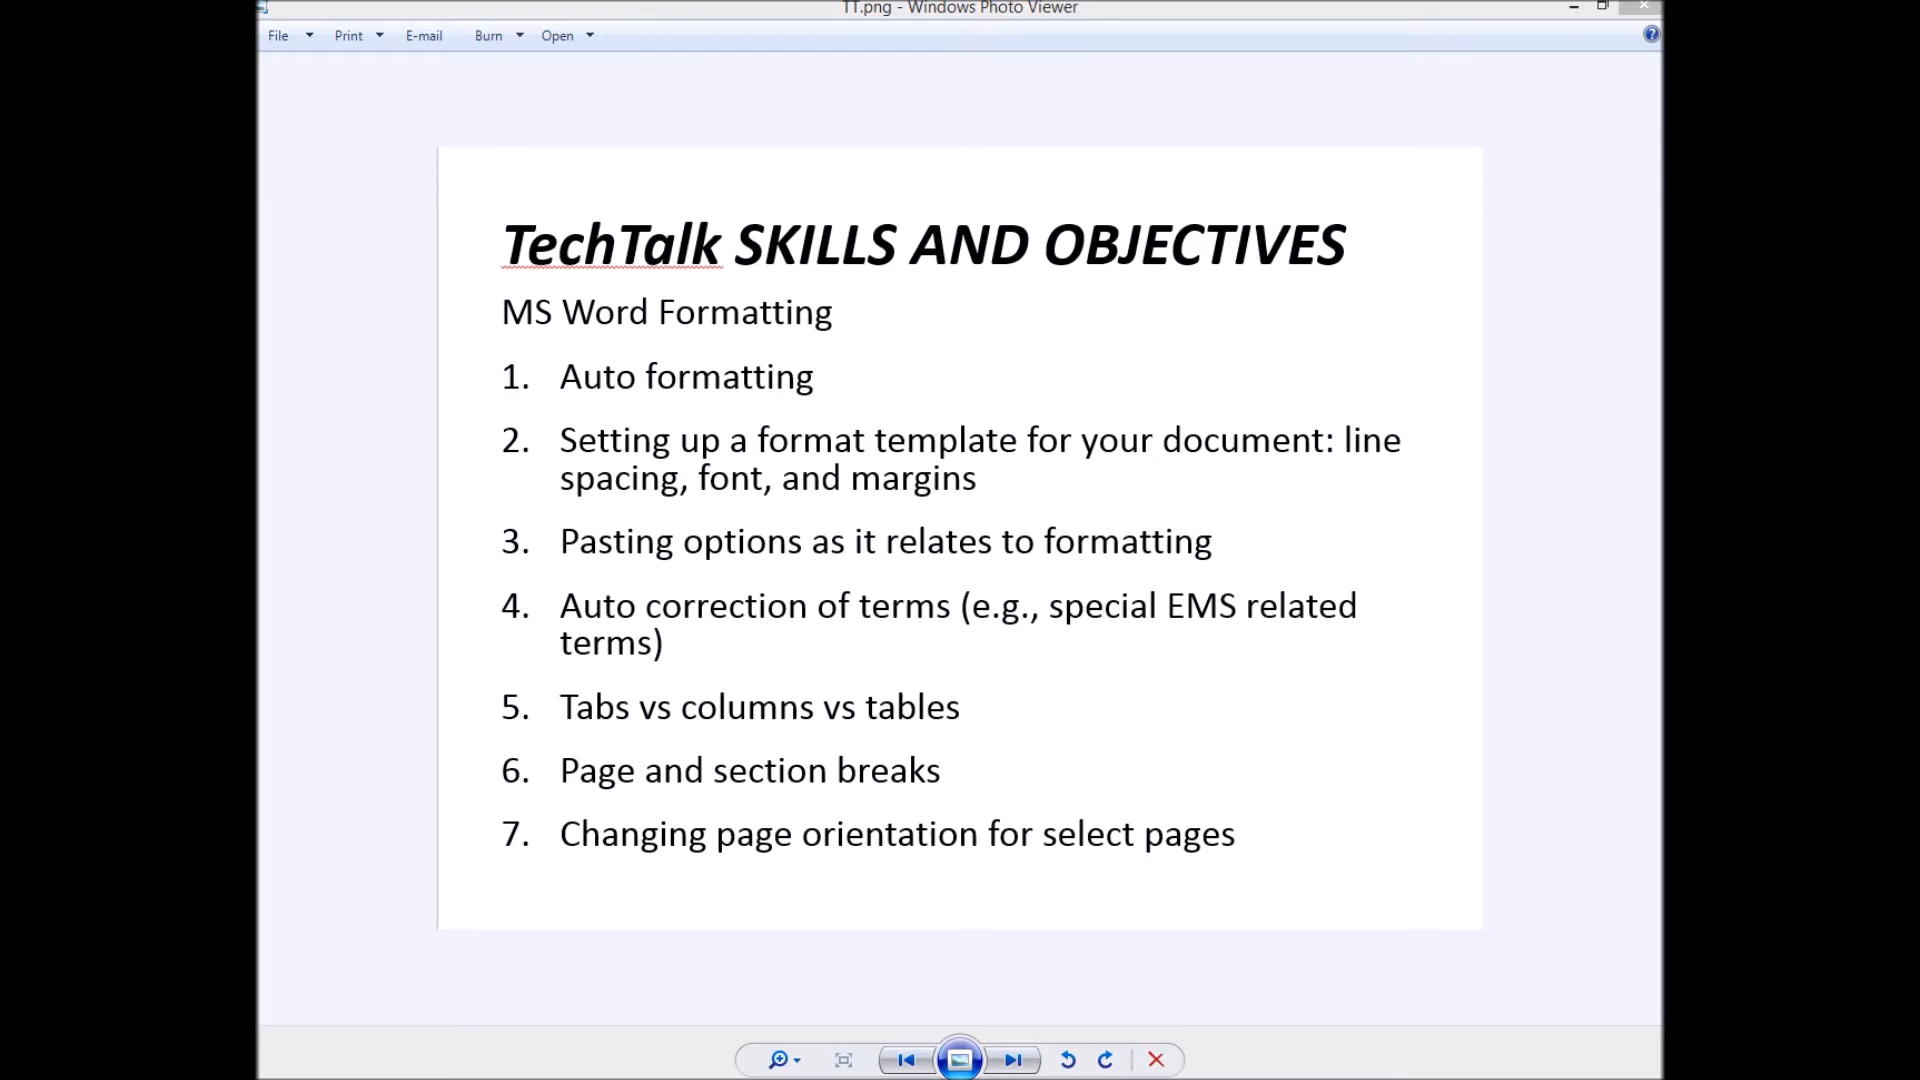 TT.png - Windows Photo Viewer
File Print E-mail Burn Open
TechTalk SKILLS AND OBJECTIVES
MS Word Formatting
1. Auto formatting
2. Setting up a format template for your document: line
spacing, font, and margins
3. Pasting options as it relates to formatting
4. Auto correction of terms (e.g., special EMS related
terms)
5. Tabs vs columns vs tables
6. Page and section breaks
7. Changing page orientation for select pages